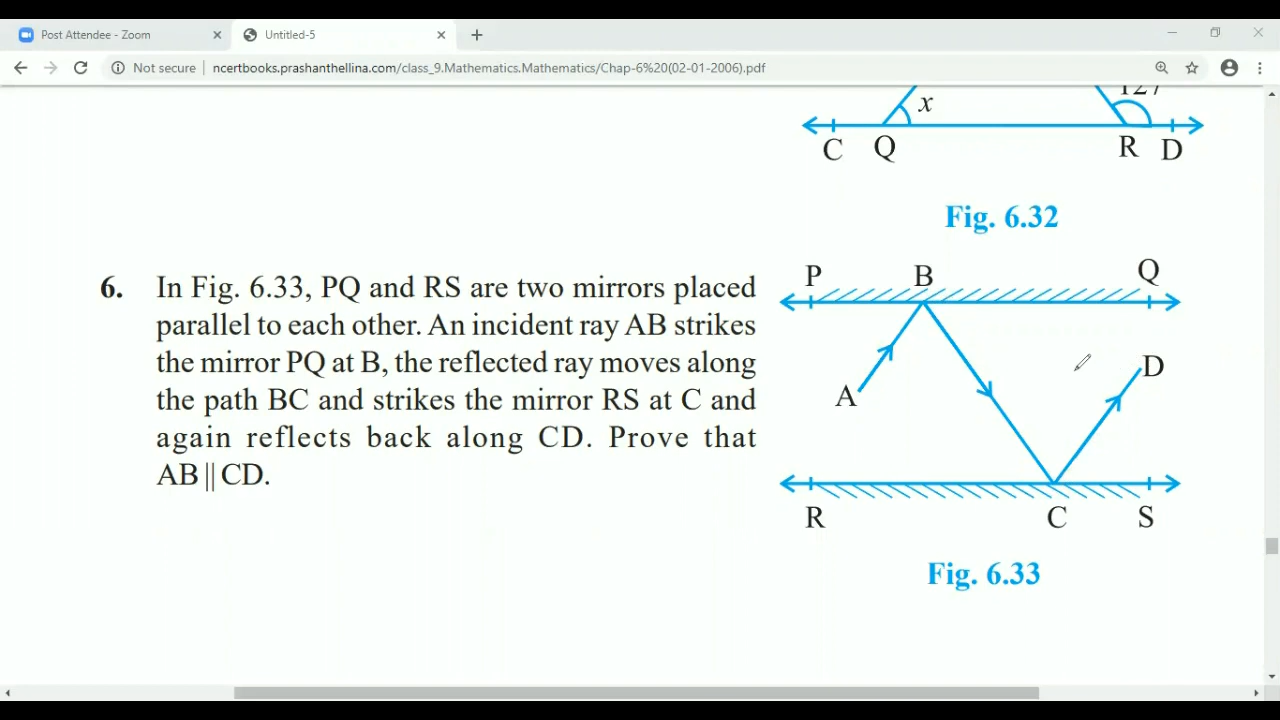 Post Attendee - Zoom
Untitled-5
Not secure
ncertbooks.prashanthellina.com/class_9.Mathematics.Mathematics/Chap-6%20(02-01-2006).pdf
x
C Q R D
Fig. 6.32
6. In Fig. 6.33, PQ and RS are two mirrors placed
parallel to each other. An incident ray AB strikes
the mirror PQ at B, the reflected ray moves along
the path BC and strikes the mirror RS at C and
again reflects back along CD. Prove that
AB || CD.
P B Q
D
A
R C S
Fig. 6.33